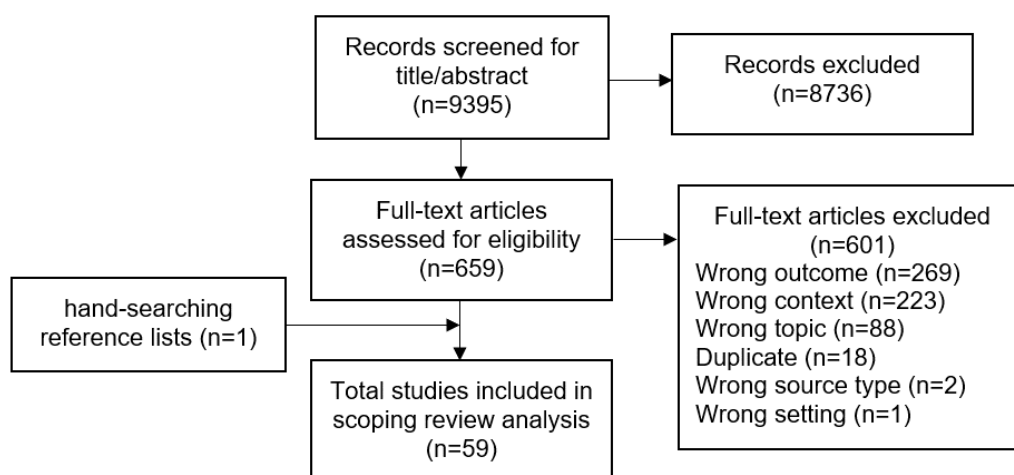 Records screened for
title/abstract
(n=9395)
Records excluded
(n=8736)
Full-text articles
assessed for eligibility
(n=659)
Full-text articles excluded
(n=601)
Wrong outcome (n=269)
Wrong context (n=223)
Wrong topic (n=88)
Duplicate (n=18)
Wrong source type (n=2)
Wrong setting (n=1)
hand-searching
reference lists (n=1)
Total studies included in
scoping review analysis
(n=59)